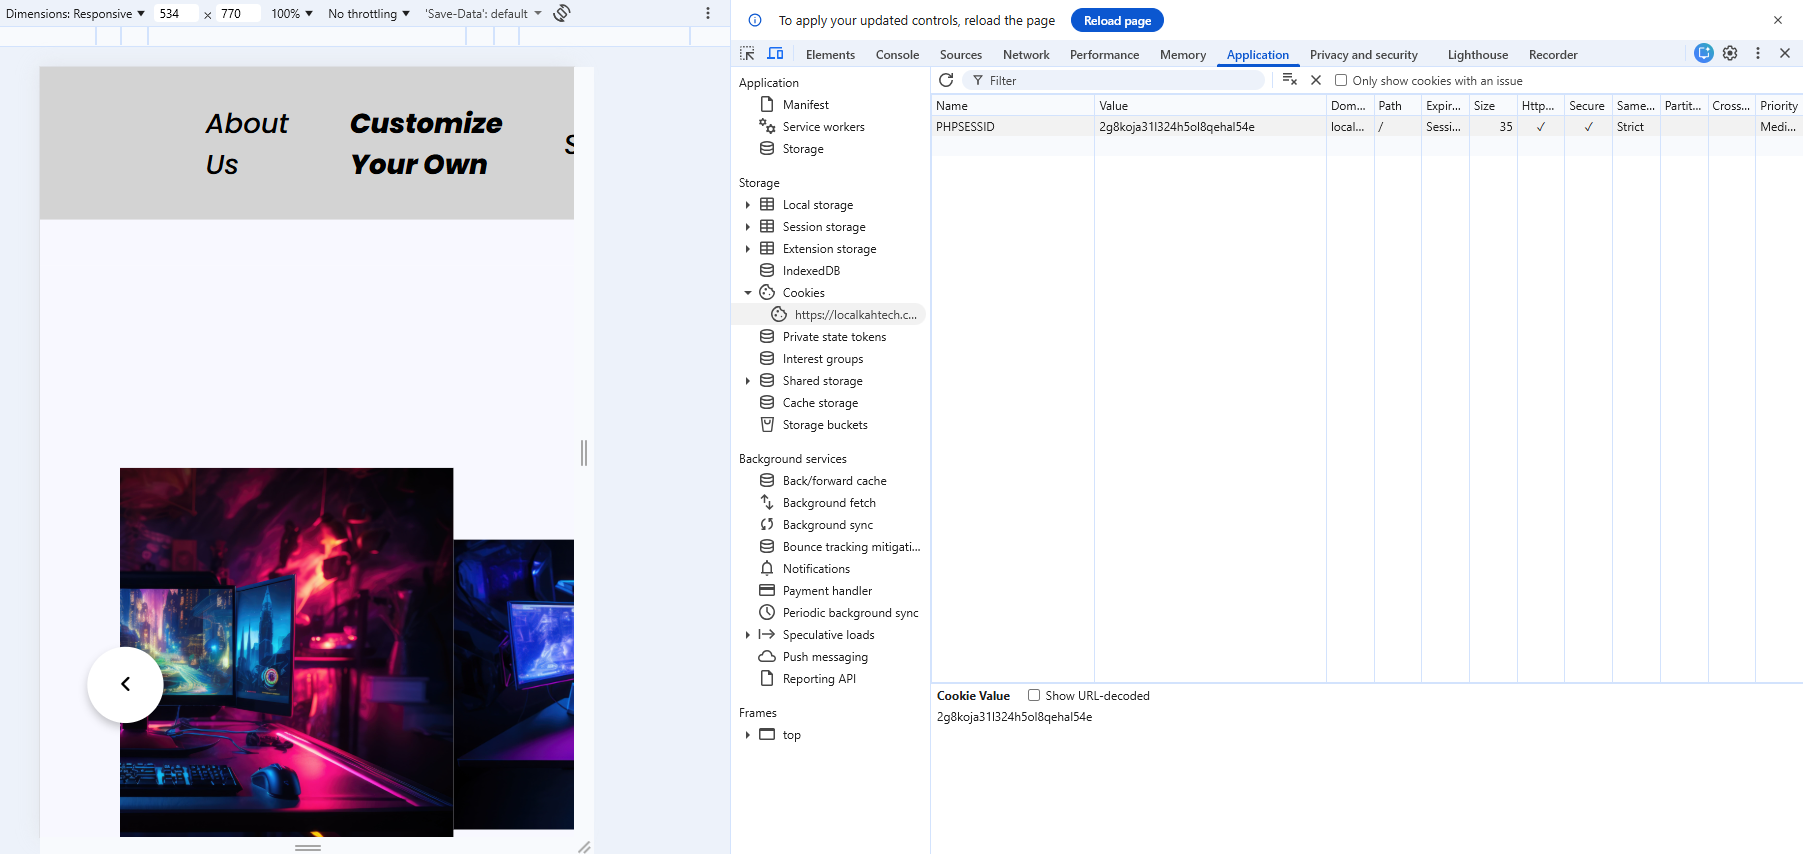 Dimensions: Responsive 534 × 770 100% No throttling 'Save-Data': default
About
Us
Customize
Your Own
S
To apply your updated controls, reload the page Reload page
Elements Console Sources Network Performance Memory Application Privacy and security Lighthouse Recorder
Application
Manifest
Service workers
Storage
Storage
Local storage
Session storage
Extension storage
IndexedDB
Cookies
https://localkahtech.c...
Private state tokens
Interest groups
Shared storage
Cache storage
Storage buckets
Background services
Back/forward cache
Background fetch
Background sync
Bounce tracking mitigati...
Notifications
Payment handler
Periodic background sync
Speculative loads
Push messaging
Reporting API
Frames
top
Filter Only show cookies with an issue
Name Value Dom... Path Expir... Size Http... Secure Same... Partit... Cross... Priority
PHPSESSID 2g8koja31l324h5ol8qehal54e local... / Sessi... 35 ✓ ✓ Strict Medi...
Cookie Value Show URL-decoded
2g8koja31l324h5ol8qehal54e